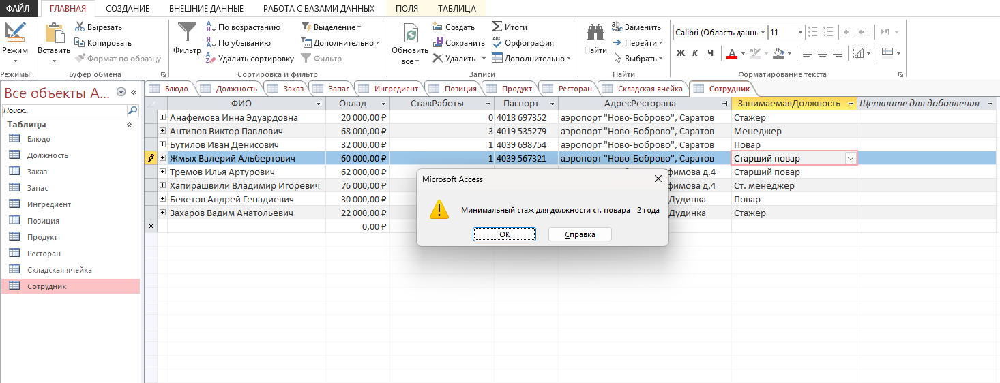 ФАЙЛ ГЛАВНАЯ СОЗДАНИЕ ВНЕШНИЕ ДАННЫЕ РАБОТА С БАЗАМИ ДАННЫХ ПОЛЯ ТАБЛИЦА
Режим
Режимы
Вставить
Вырезать
Копировать
Формат по образцу
Буфер обмена
Фильтр
По возрастанию
По убыванию
Удалить сортировку
Выделение
Дополнительно
Фильтр
Сортировка и фильтр
Обновить
все
Создать
Сохранить
Удалить
Итоги
Орфография
Дополнительно
Записи
Найти
Заменить
Перейти
Выбрать
Найти
Calibri (Область данны 11
Ж К Ч А
Форматирование текста
Все объекты A...
Поиск...
Таблицы
Блюдо
Должность
Заказ
Запас
Ингредиент
Позиция
Продукт
Ресторан
Складская ячейка
Сотрудник
Блюдо Должность Заказ Запас Ингредиент Позиция Продукт Ресторан Складская ячейка Сотрудник
ФИО Оклад СтажРаботы Паспорт АдресРесторана ЗанимаемаяДолжность Щелкните для добавления
Анафемова Инна Эдуардовна 20 000,00 ₽ 0 4018 697352 аэропорт "Ново-Боброво", Саратов Стажер
Антипов Виктор Павлович 68 000,00 ₽ 3 4019 535279 аэропорт "Ново-Боброво", Саратов Менеджер
Бутилов Иван Денисович 32 000,00 ₽ 1 4039 698754 аэропорт "Ново-Боброво", Саратов Повар
Жмых Валерий Альбертович 60 000,00 ₽ 1 4039 567321 аэропорт "Ново-Боброво", Саратов Старший повар
Тремов Илья Артурович 62 000,00 ₽ фимова д.4 Старший повар
Хапирашвили Владимир Игоревич 76 000,00 ₽ фимова д.4 Ст. менеджер
Бекетов Андрей Генадиевич 30 000,00 ₽ Дудинка Повар
Захаров Вадим Анатольевич 22 000,00 ₽ Дудинка Стажер
0,00 ₽
Microsoft Access
Минимальный стаж для должности ст. повара - 2 года
ОК Справка